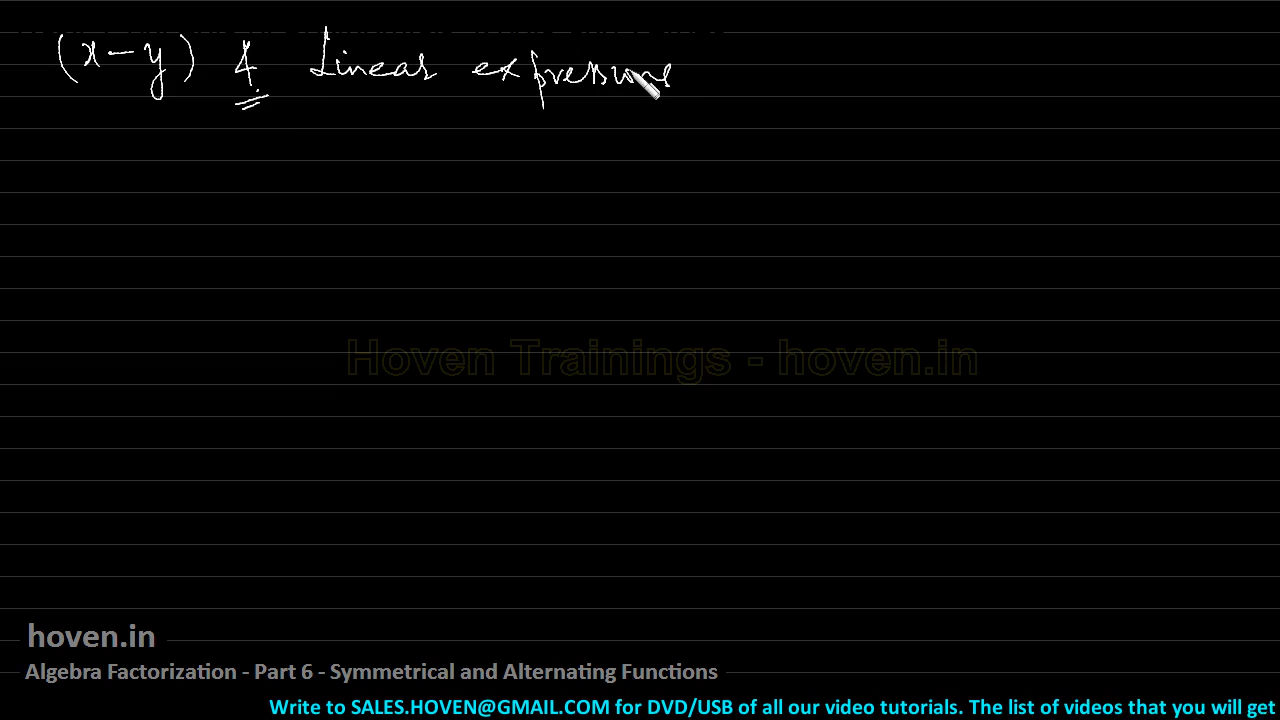 (x-y) 4 Linear expressions
Hoven Trainings - hoven.in
hoven.in
Algebra Factorization - Part 6 - Symmetrical and Alternating Functions
Write to SALES.HOVEN@GMAIL.COM for DVD/USB of all our video tutorials. The list of videos that you will get